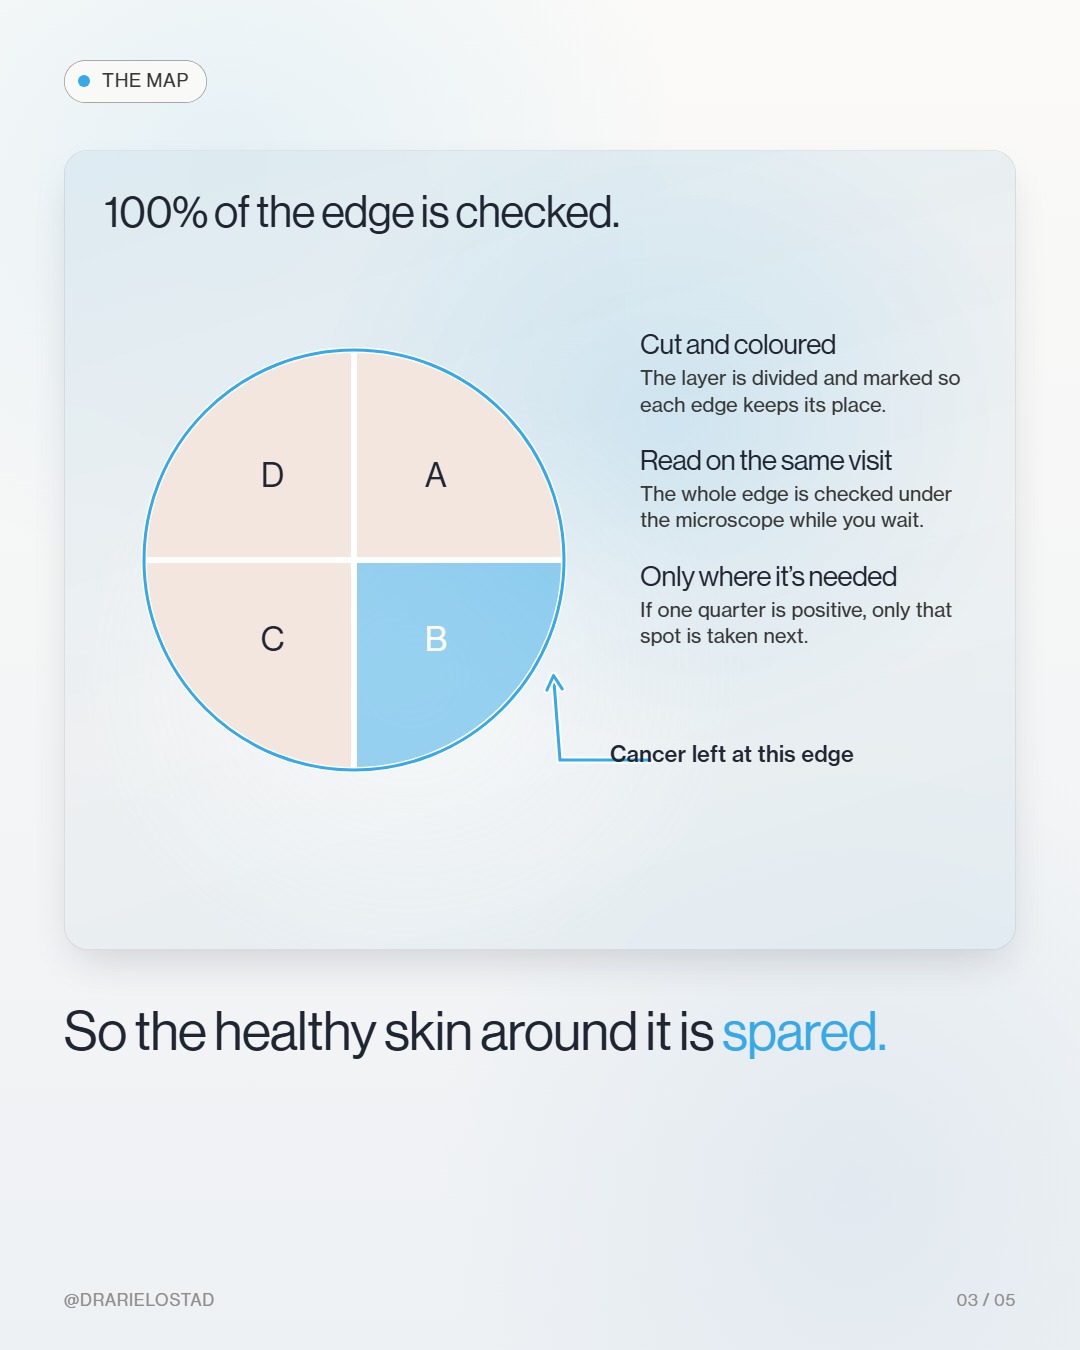 THE MAP
100% of the edge is checked.
D
A
C
B
Cut and coloured
The layer is divided and marked so
each edge keeps its place.
Read on the same visit
The whole edge is checked under
the microscope while you wait.
Only where it’s needed
If one quarter is positive, only that
spot is taken next.
Cancer left at this edge
So the healthy skin around it is spared.
@DRARIELOSTAD
03 / 05